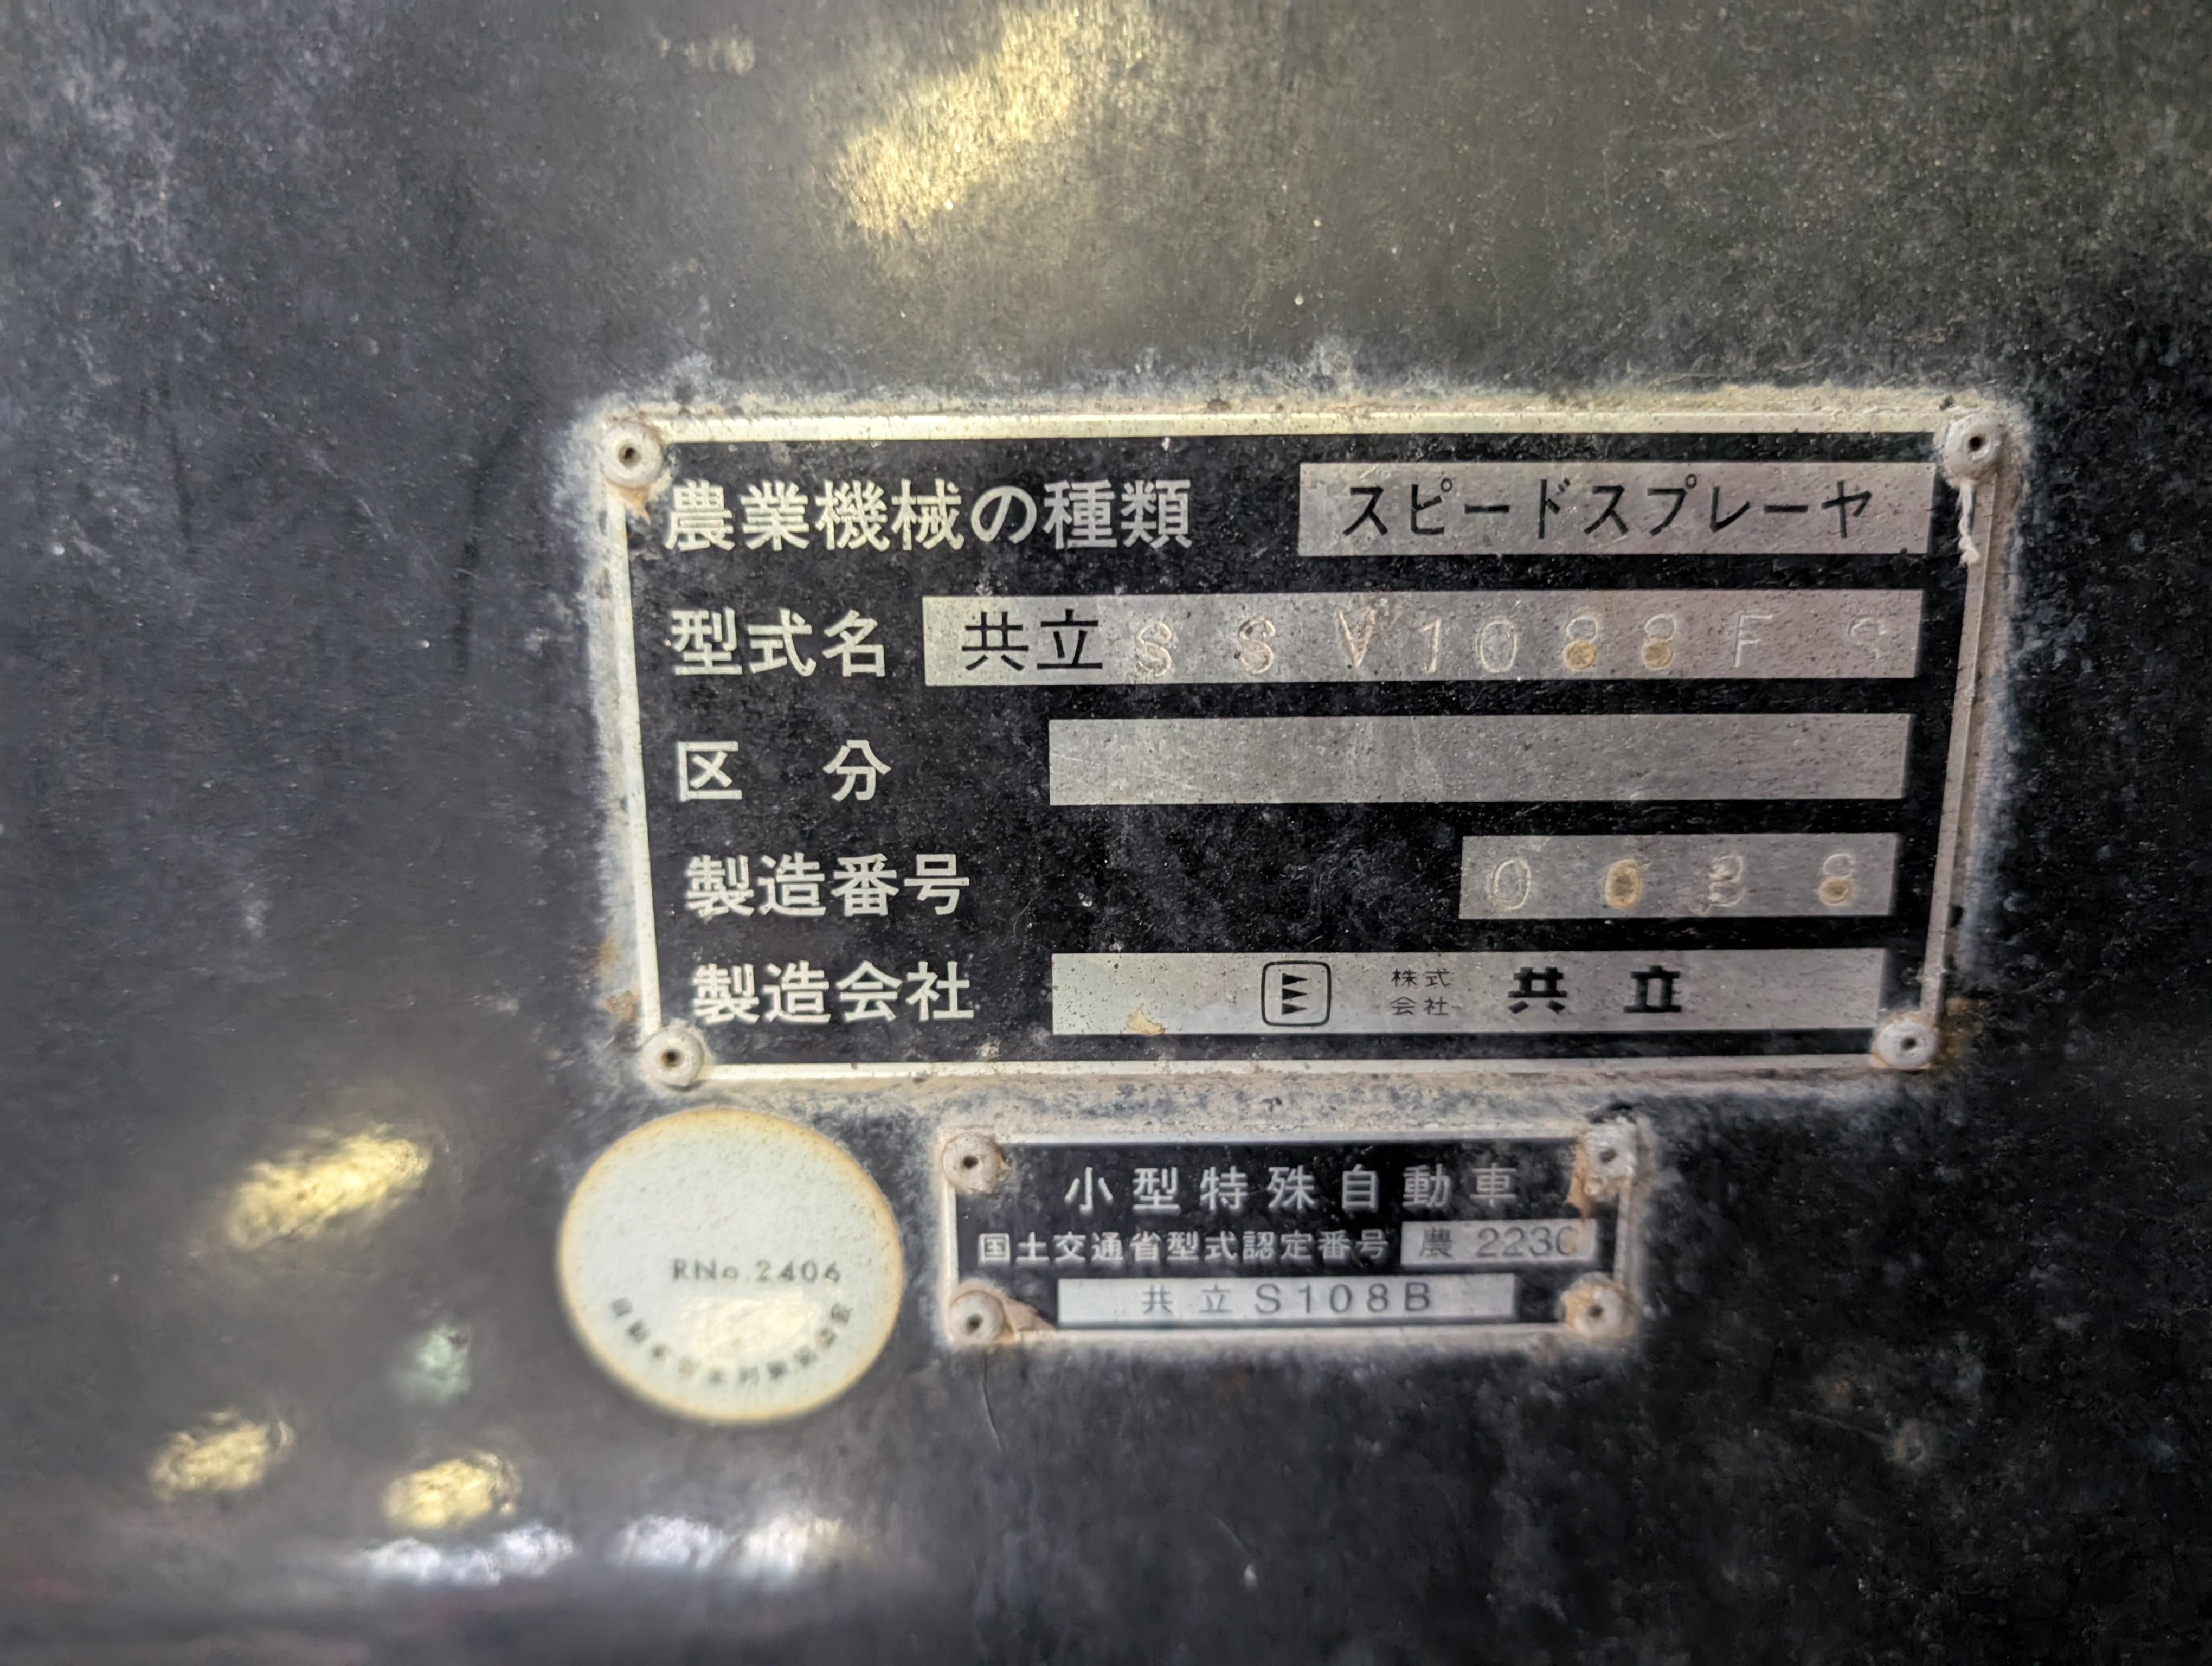 農業機械の種類 スピードスプレーヤ
型式名 共立 SSV1088FS
区分
製造番号 0638
製造会社 株式会社 共立
RNo.2406
小型特殊自動車
国土交通省型式認定番号 農 2230
共立 S108B